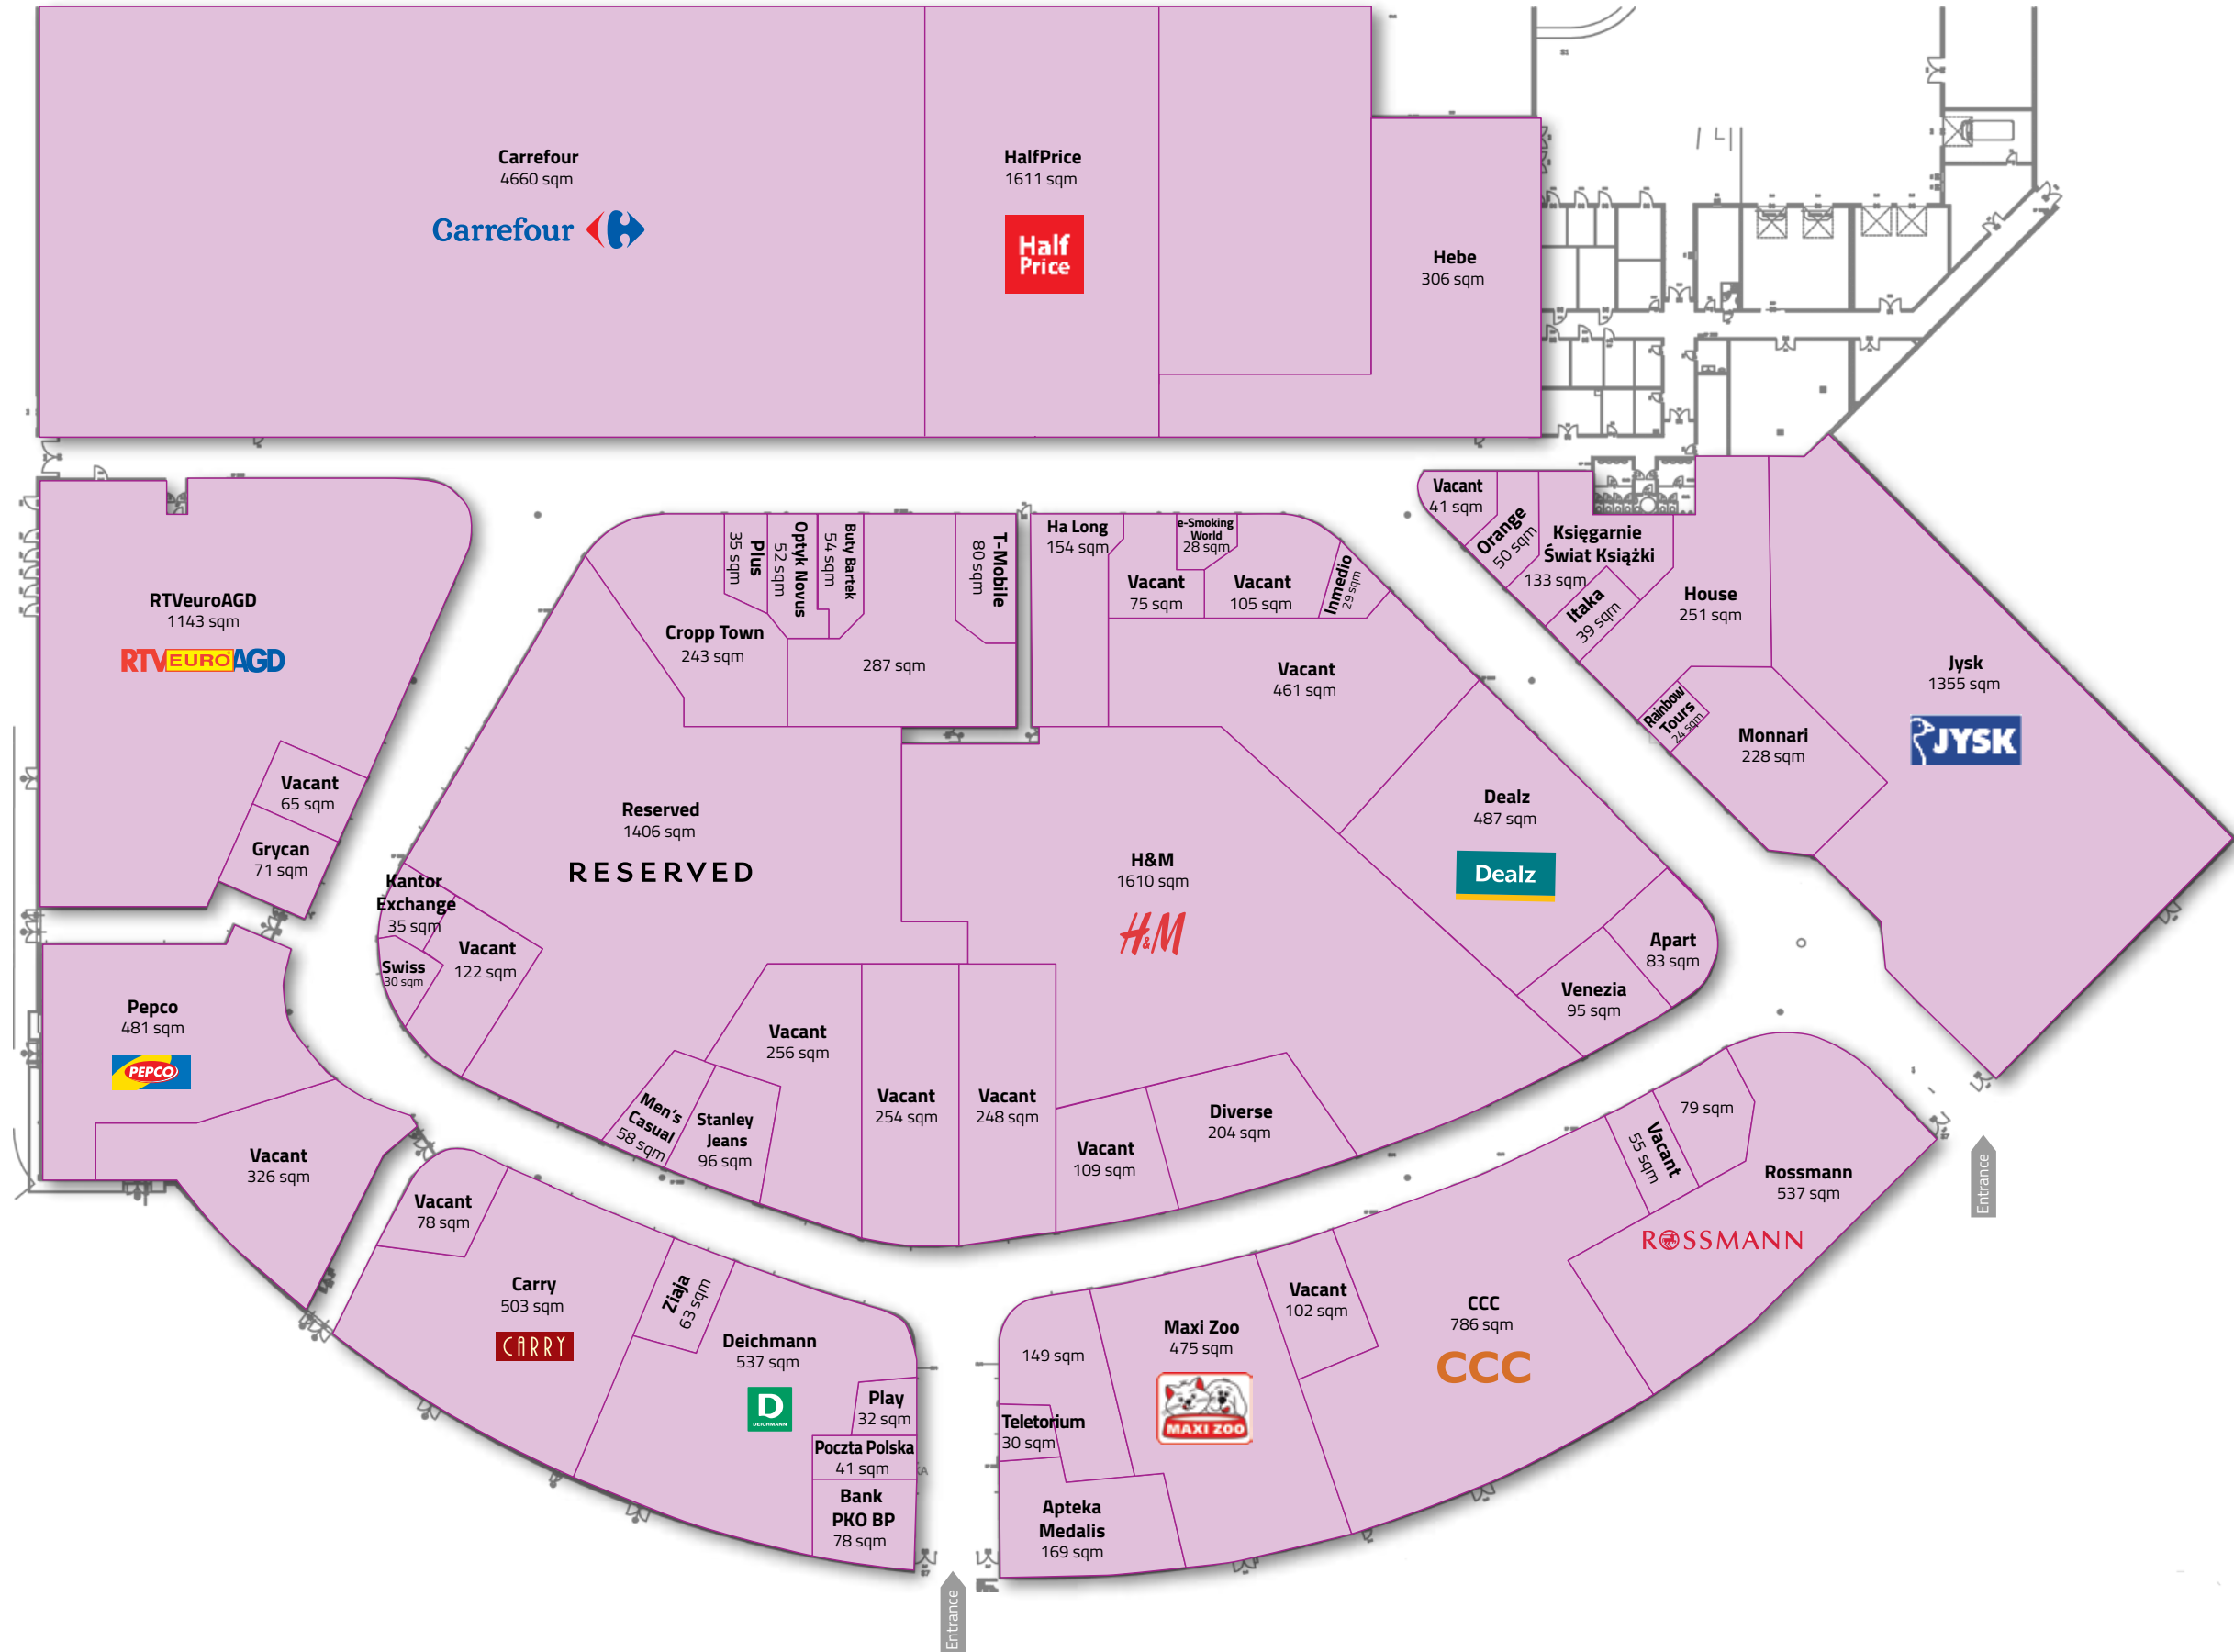 Carrefour
4660 sqm
Carrefour
HalfPrice
1611 sqm
Half
Price
Hebe
306 sqm
RTVeuroAGD
1143 sqm
RTV EURO AGD
Vacant
65 sqm
Grycan
71 sqm
Plus
35 sqm
Optyk Novus
52 sqm
Buty Bartek
54 sqm
T-Mobile
80 sqm
Cropp Town
243 sqm
287 sqm
Ha Long
154 sqm
e-Smoking
World
28 sqm
Vacant
75 sqm
Vacant
105 sqm
Inmedio
29 sqm
Vacant
461 sqm
Vacant
41 sqm
Orange
50 sqm
Księgarnie
Świat Książki
133 sqm
Itaka
39 sqm
House
251 sqm
Rainbow
Tours
24 sqm
Monnari
228 sqm
Jysk
1355 sqm
JYSK
Reserved
1406 sqm
RESERVED
Kantor
Exchange
35 sqm
Swiss
30 sqm
Vacant
122 sqm
H&M
1610 sqm
H&M
Dealz
487 sqm
Dealz
Apart
83 sqm
Venezia
95 sqm
Pepco
481 sqm
PEPCO
Vacant
326 sqm
Vacant
256 sqm
Men's
Casual
58 sqm
Stanley
Jeans
96 sqm
Vacant
254 sqm
Vacant
248 sqm
Vacant
109 sqm
Diverse
204 sqm
Vacant
78 sqm
Carry
503 sqm
CARRY
Ziaja
63 sqm
Deichmann
537 sqm
D
DEICHMANN
Play
32 sqm
Poczta Polska
41 sqm
Bank
PKO BP
78 sqm
149 sqm
Teletorium
30 sqm
Apteka
Medalis
169 sqm
Maxi Zoo
475 sqm
MAXI ZOO
Vacant
102 sqm
CCC
786 sqm
CCC
Vacant
55 sqm
79 sqm
Rossmann
537 sqm
ROSSMANN
Entrance
Entrance